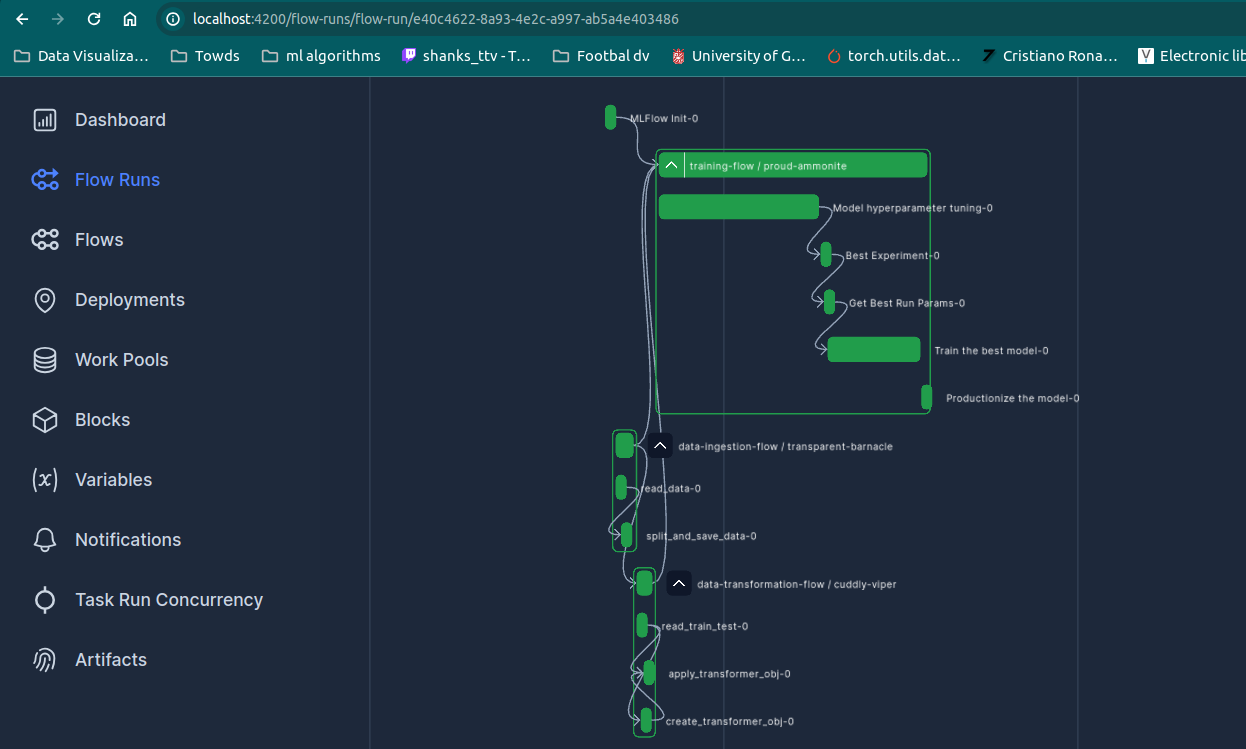 localhost:4200/flow-runs/flow-run/e40c4622-8a93-4e2c-a997-ab5a4e403486
Data Visualiza...
Towds
ml algorithms
shanks_ttv - T...
Footbal dv
University of G...
torch.utils.dat...
Cristiano Rona...
Electronic lib
Dashboard
Flow Runs
Flows
Deployments
Work Pools
Blocks
Variables
Notifications
Task Run Concurrency
Artifacts
MLFlow Init-0
training-flow / proud-ammonite
Model hyperparameter tuning-0
Best Experiment-0
Get Best Run Params-0
Train the best model-0
Productionize the model-0
data-ingestion-flow / transparent-barnacle
read_data-0
split_and_save_data-0
data-transformation-flow / cuddly-viper
read_train_test-0
apply_transformer_obj-0
create_transformer_obj-0